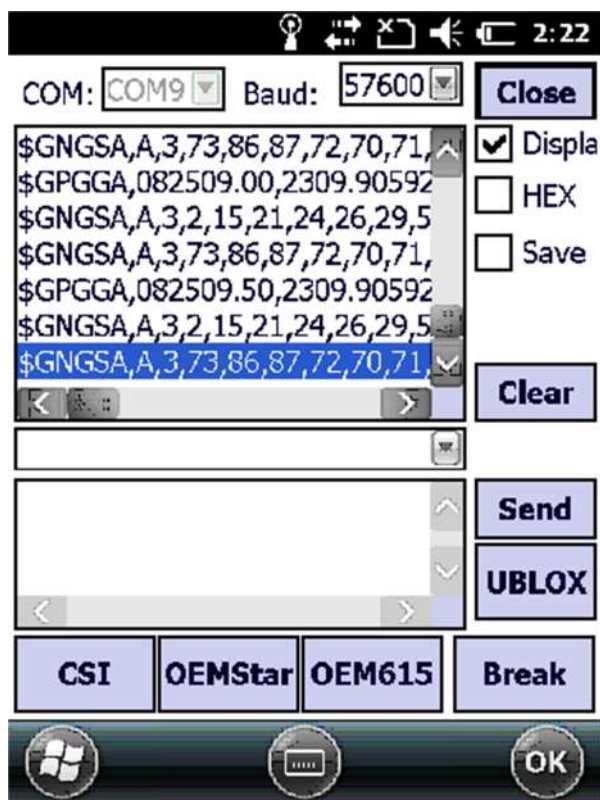 2:22
COM: COM9 Baud: 57600 Close
$GNGSA,A,3,73,86,87,72,70,71,
$GPGGA,082509.00,2309.90592
$GNGSA,A,3,2,15,21,24,26,29,5
$GNGSA,A,3,73,86,87,72,70,71,
$GPGGA,082509.50,2309.90592
$GNGSA,A,3,2,15,21,24,26,29,5
$GNGSA,A,3,73,86,87,72,70,71,
Displa
HEX
Save
Clear
Send
UBLOX
CSI OEMStar OEM615 Break
OK